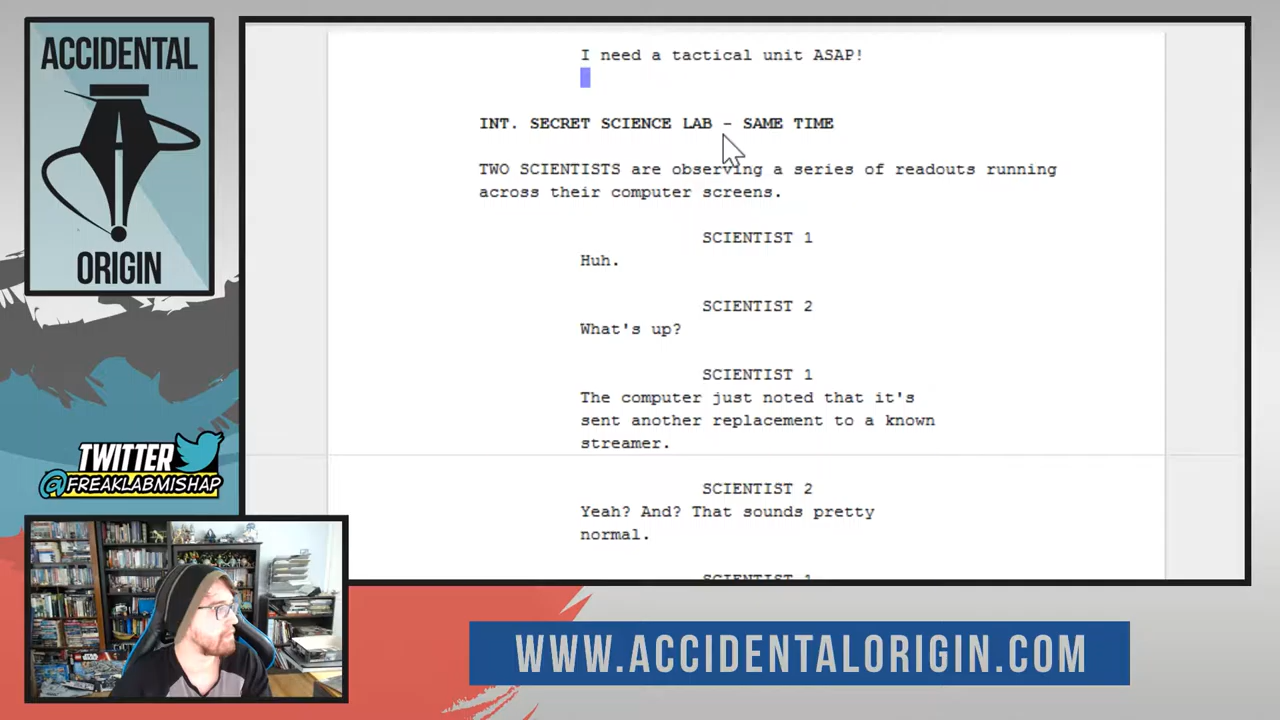 ACCIDENTAL
ORIGIN
I need a tactical unit ASAP!
INT. SECRET SCIENCE LAB - SAME TIME
TWO SCIENTISTS are observing a series of readouts running
across their computer screens.
SCIENTIST 1
Huh.
SCIENTIST 2
What's up?
SCIENTIST 1
The computer just noted that it's
sent another replacement to a known
streamer.
SCIENTIST 2
Yeah? And? That sounds pretty
normal.
SCIENTIST 1
TWITTER
@FREAKLABMISHAP
WWW.ACCIDENTALORIGIN.COM